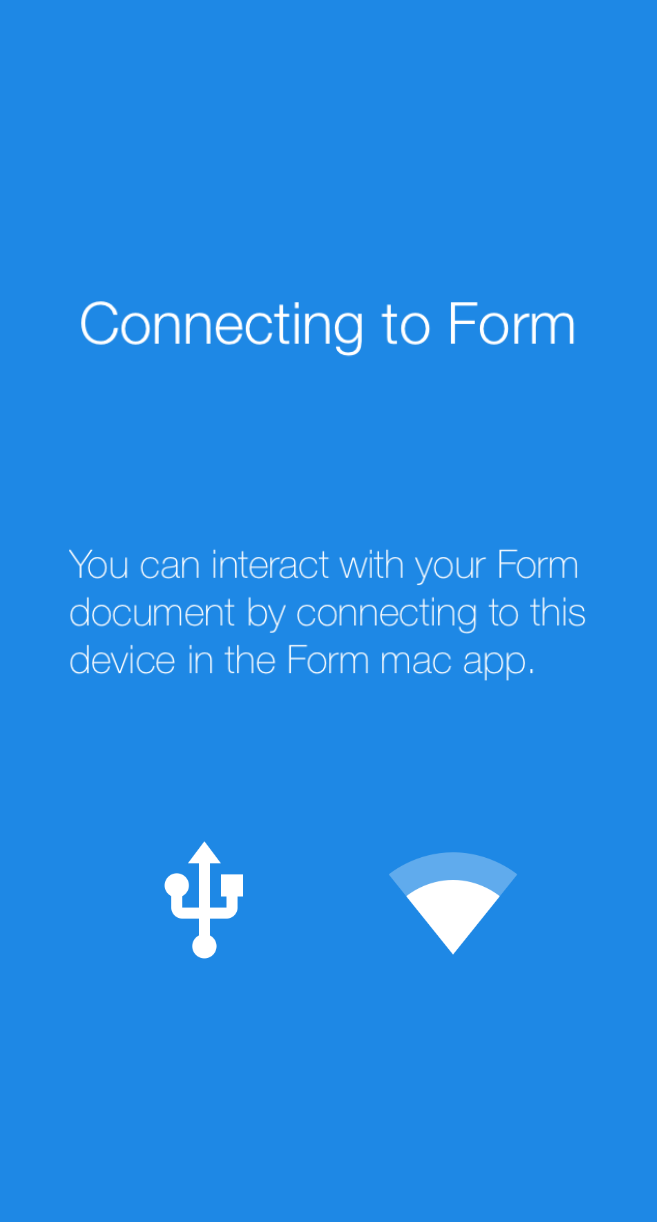 Connecting to Form
You can interact with your Form
document by connecting to this
device in the Form mac app.